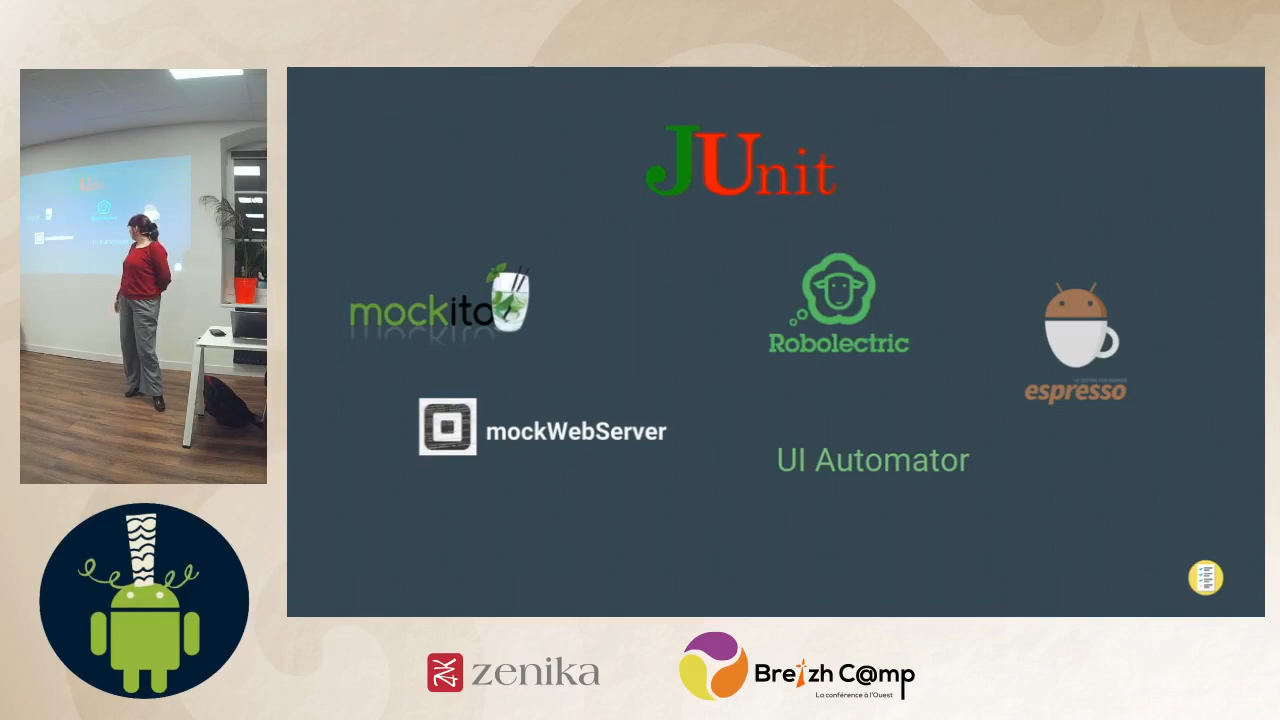 JUnit
mockito
Robolectric
espresso
mockWebServer
UI Automator
zenika
Breizh C@mp
La conférence à l'Ouest